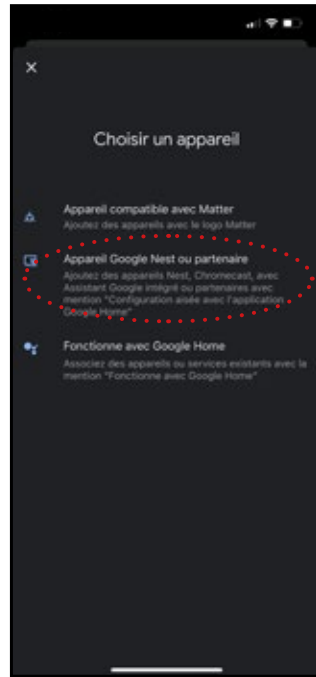 Choisir un appareil
Appareil compatible avec Matter
Ajoutez des appareils avec le logo Matter
Appareil Google Nest ou partenaire
Ajoutez des appareils Nest, Chromecast, avec
Assistant Google intégré ou partenaires avec
mention "Configuration aisée avec l'application
Google Home"
Fonctionne avec Google Home
Associez des appareils ou services existants avec la
mention "Fonctionne avec Google Home"